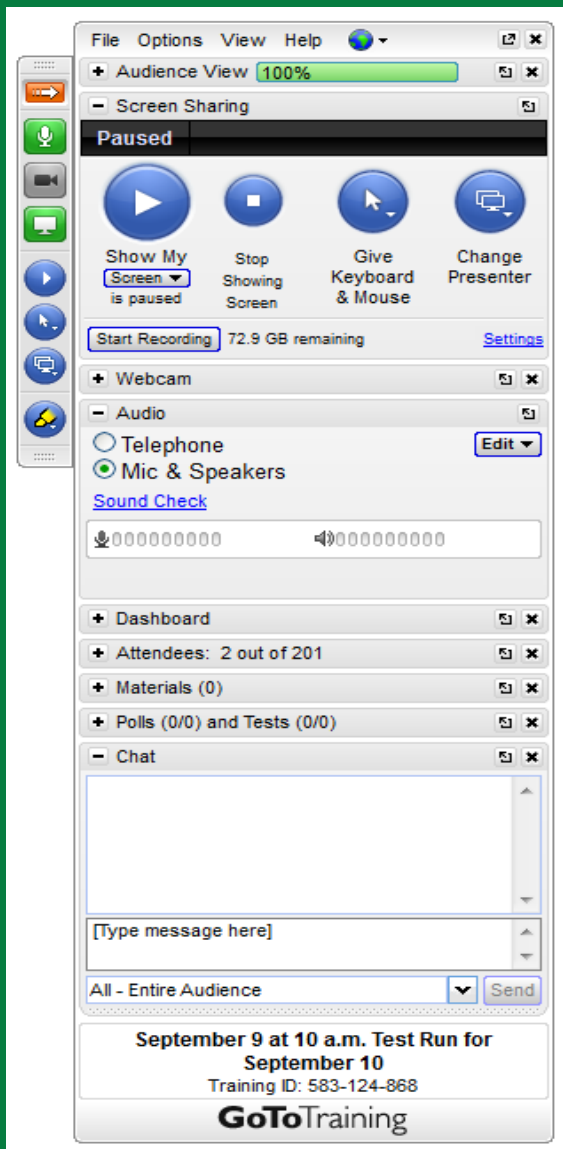 File Options View Help
Audience View 100%
Screen Sharing
Paused
Show My
Screen
is paused
Stop
Showing
Screen
Give
Keyboard
& Mouse
Change
Presenter
Start Recording 72.9 GB remaining Settings
Webcam
Audio
Telephone
Edit
Mic & Speakers
Sound Check
000000000 000000000
Dashboard
Attendees: 2 out of 201
Materials (0)
Polls (0/0) and Tests (0/0)
Chat
[Type message here]
All - Entire Audience Send
September 9 at 10 a.m. Test Run for
September 10
Training ID: 583-124-868
GoToTraining